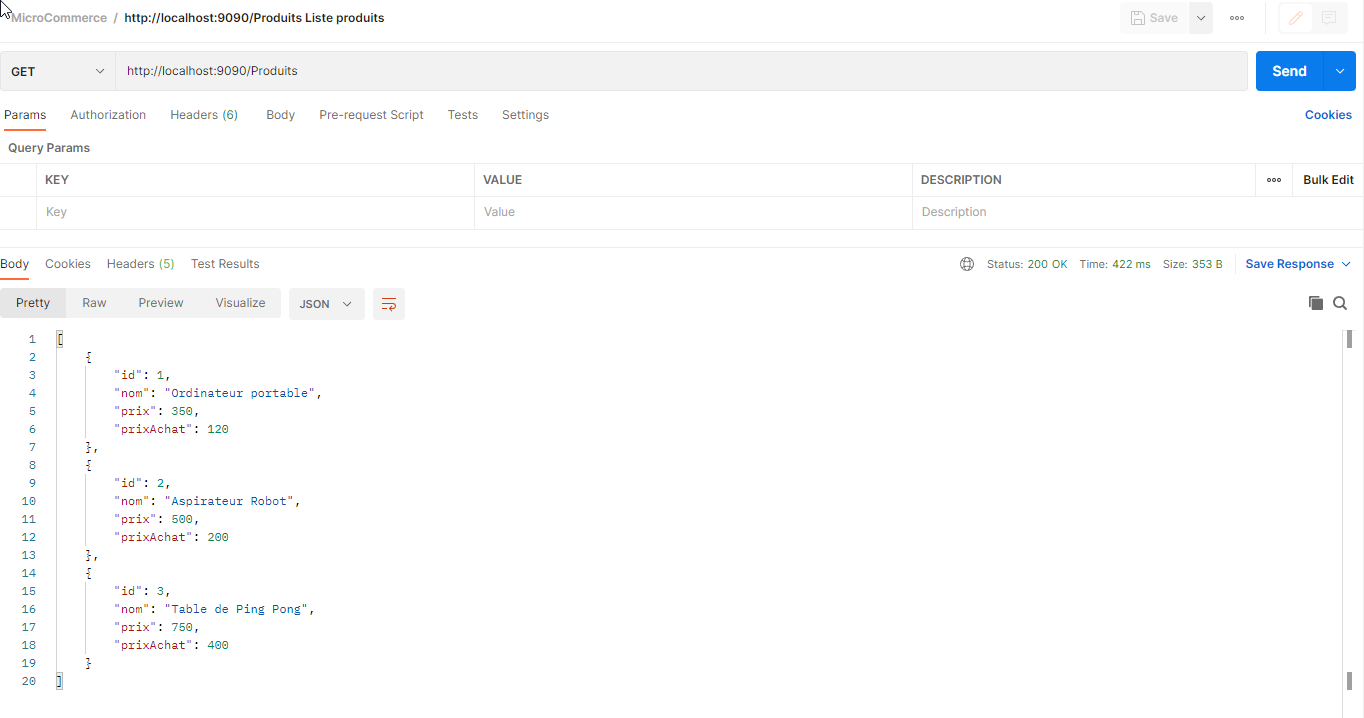 MicroCommerce / http://localhost:9090/Produits Liste produits Save
GET http://localhost:9090/Produits Send
Params Authorization Headers (6) Body Pre-request Script Tests Settings Cookies
Query Params
KEY VALUE DESCRIPTION Bulk Edit
Key Value Description
Body Cookies Headers (5) Test Results Status: 200 OK Time: 422 ms Size: 353 B Save Response
Pretty Raw Preview Visualize JSON
1 [
2 {
3 "id": 1,
4 "nom": "Ordinateur portable",
5 "prix": 350,
6 "prixAchat": 120
7 },
8 {
9 "id": 2,
10 "nom": "Aspirateur Robot",
11 "prix": 500,
12 "prixAchat": 200
13 },
14 {
15 "id": 3,
16 "nom": "Table de Ping Pong",
17 "prix": 750,
18 "prixAchat": 400
19 }
20 ]